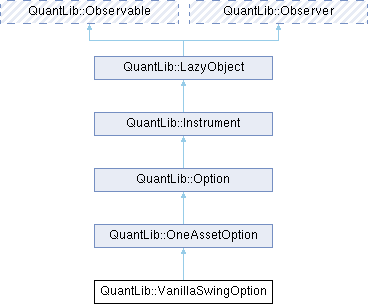 QuantLib::Observable
QuantLib::Observer
QuantLib::LazyObject
QuantLib::Instrument
QuantLib::Option
QuantLib::OneAssetOption
QuantLib::VanillaSwingOption